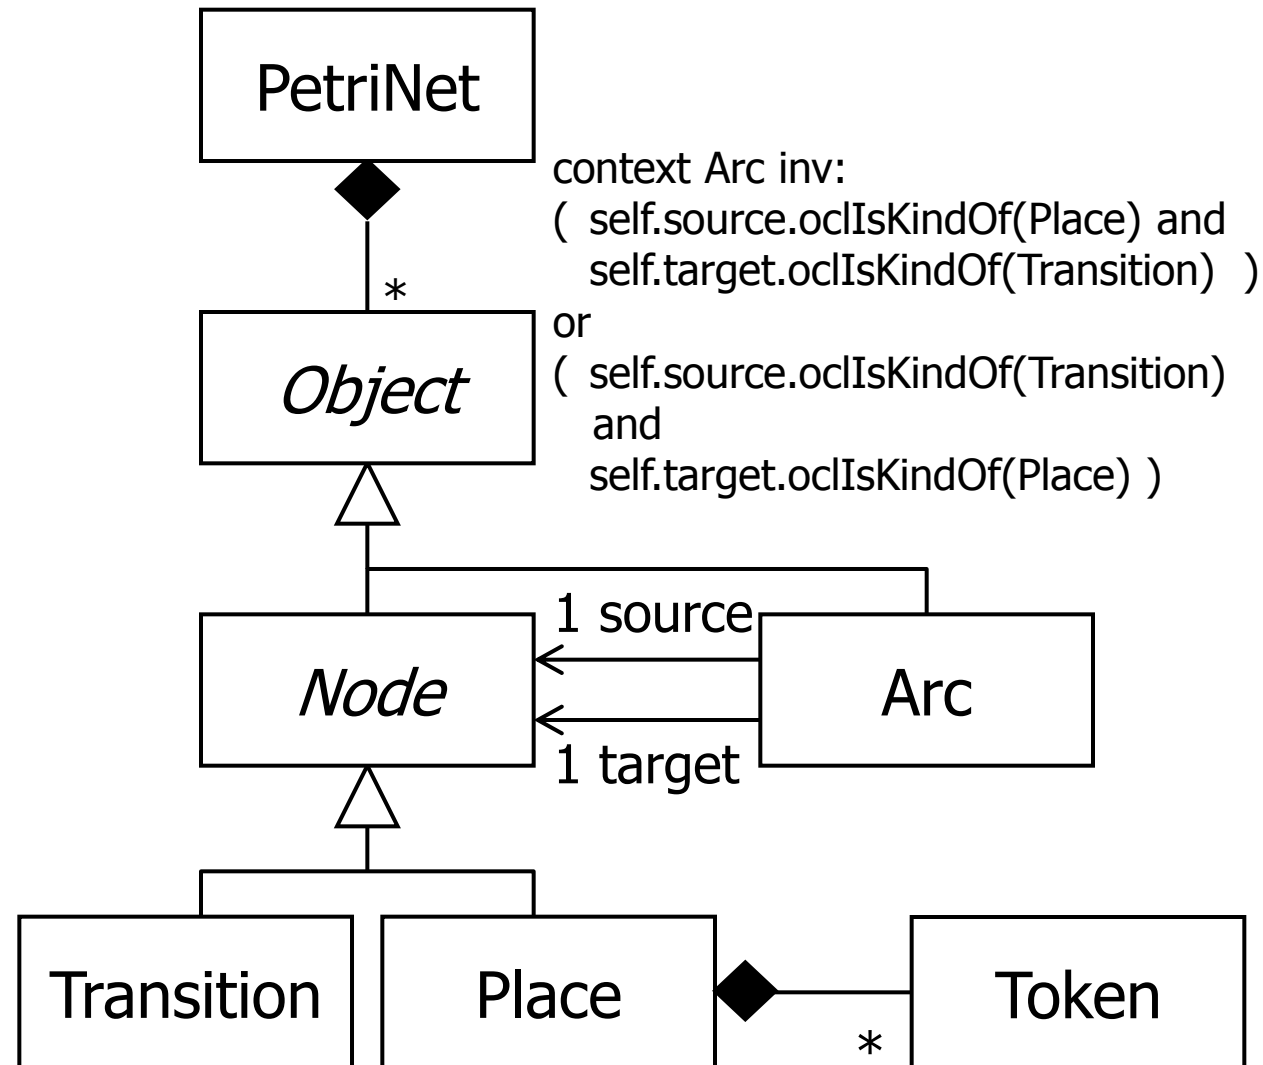 PetriNet
context Arc inv:
( self.source.oclIsKindOf(Place) and
self.target.oclIsKindOf(Transition) )
*
Object
or
( self.source.oclIsKindOf(Transition)
and
self.target.oclIsKindOf(Place) )
1 source
Node
Arc
1 target
Transition
Place
Token
*